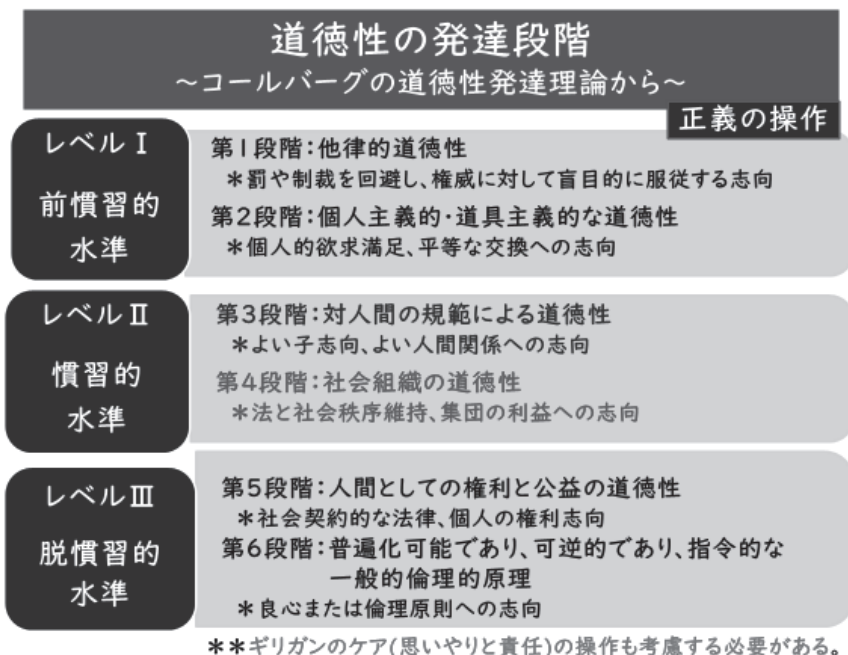 道徳性の発達段階
～コールバーグの道徳性発達理論から～
正義の操作
レベルⅠ
前慣習的
水準
第1段階：他律的道徳性
＊罰や制裁を回避し、権威に対して盲目的に服従する志向
第2段階：個人主義的・道具主義的な道徳性
＊個人的欲求満足、平等な交換への志向
レベルⅡ
慣習的
水準
第3段階：対人間の規範による道徳性
＊よい子志向、よい人間関係への志向
第4段階：社会組織の道徳性
＊法と社会秩序維持、集団の利益への志向
レベルⅢ
脱慣習的
水準
第5段階：人間としての権利と公益の道徳性
＊社会契約的な法律、個人の権利志向
第6段階：普遍化可能であり、可逆的であり、指令的な
一般的倫理的原理
＊良心または倫理原則への志向
＊＊ギリガンのケア(思いやりと責任)の操作も考慮する必要がある。